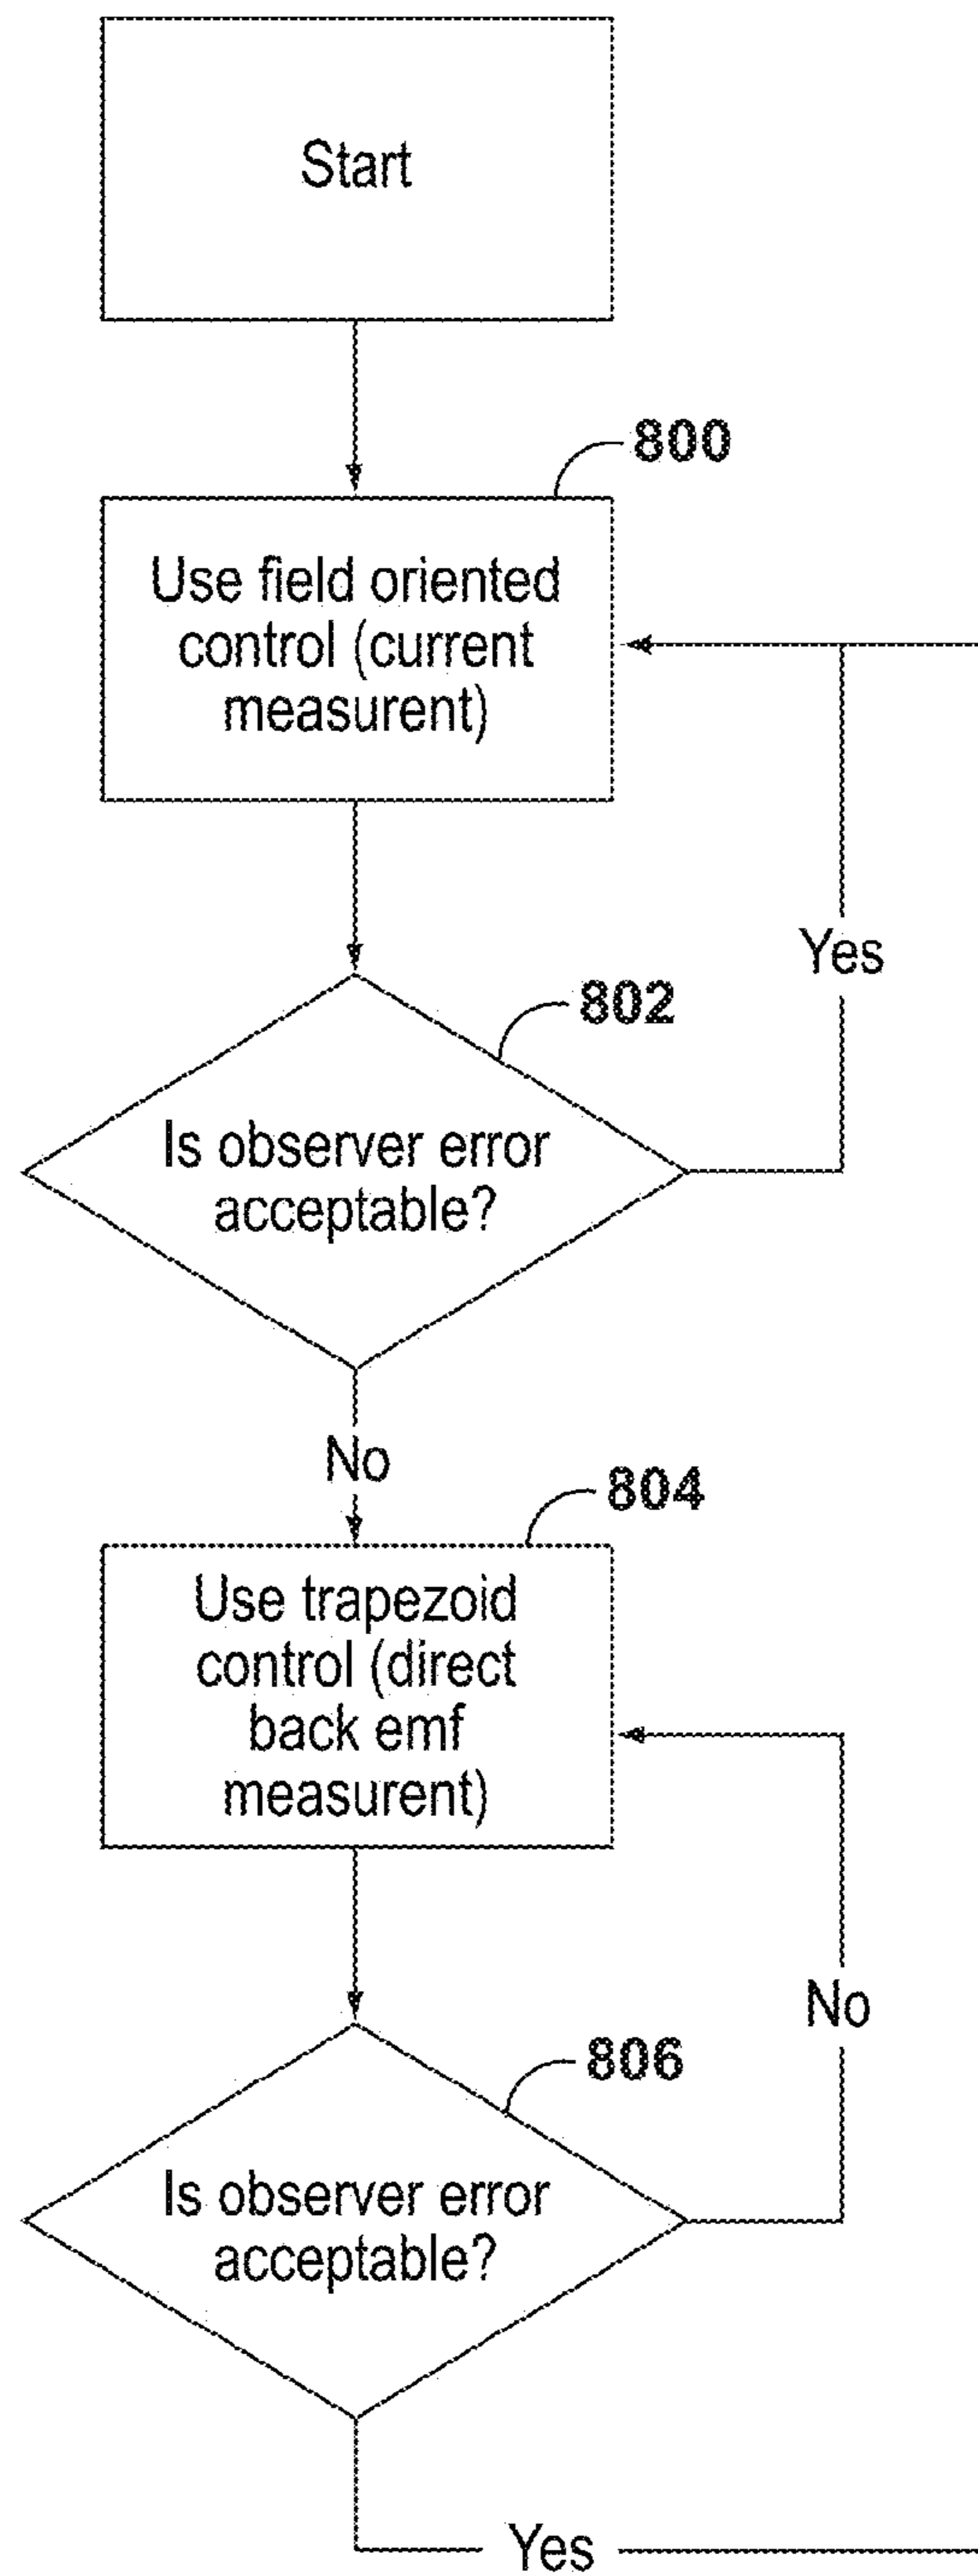 Start
800
Use field oriented
control (current
measurent)
Yes
802
Is observer error
acceptable?
No
804
Use trapezoid
control (direct
back emf
measurent)
No
806
Is observer error
acceptable?
Yes